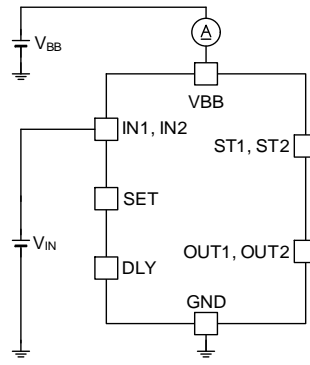 A
VBB
VBB
IN1, IN2
ST1, ST2
SET
VIN
OUT1, OUT2
DLY
GND